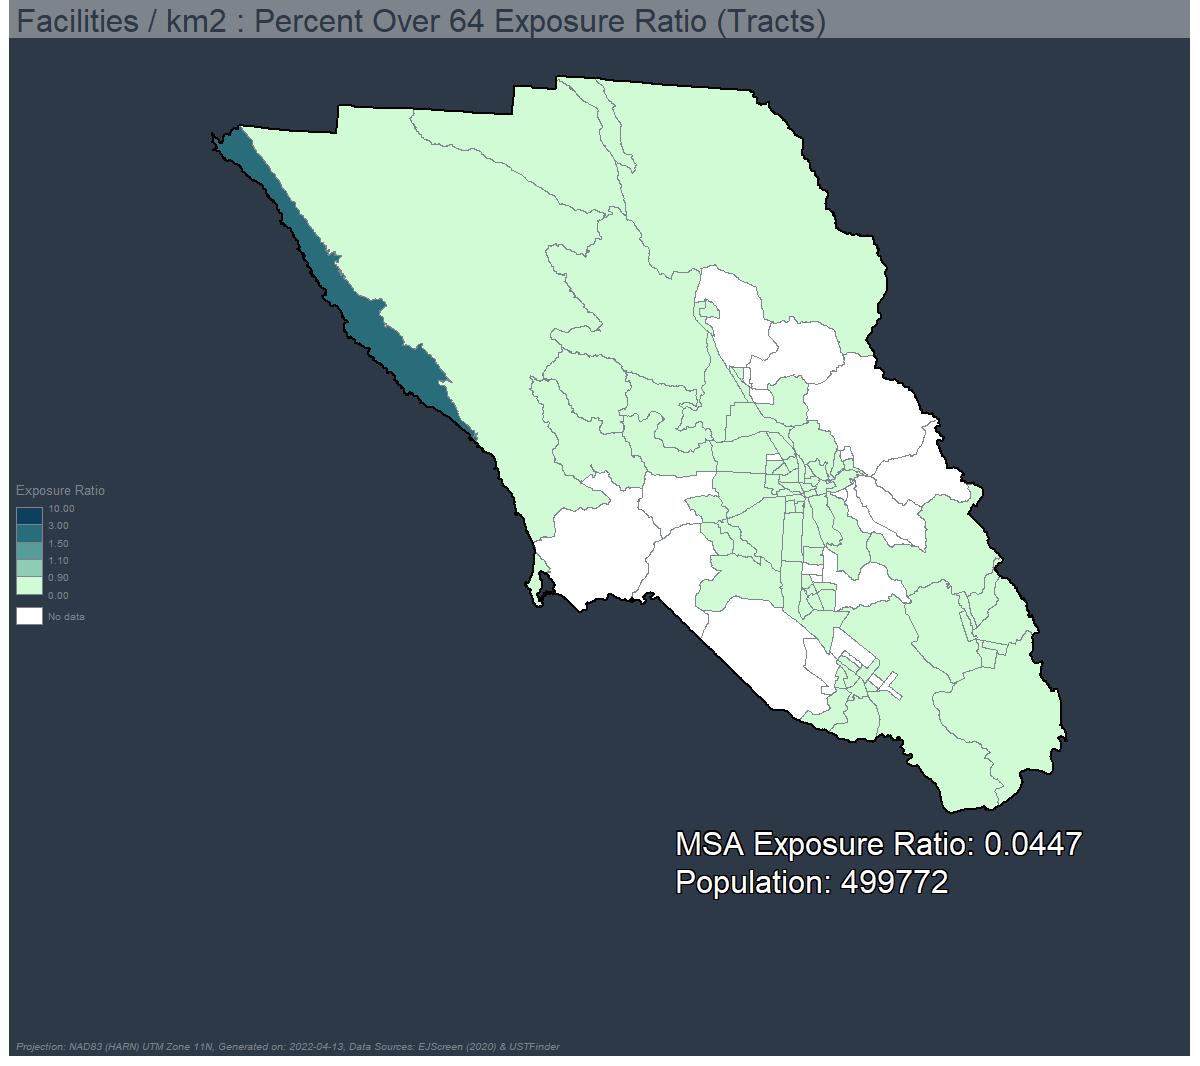 Facilities / km2 : Percent Over 64 Exposure Ratio (Tracts)
Exposure Ratio
10.00
3.00
1.50
1.10
0.90
0.00
No data
MSA Exposure Ratio: 0.0447
Population: 499772
Projection: NAD83 (HARN) UTM Zone 11N, Generated on: 2022-04-13, Data Sources: EJScreen (2020) & USTFinder